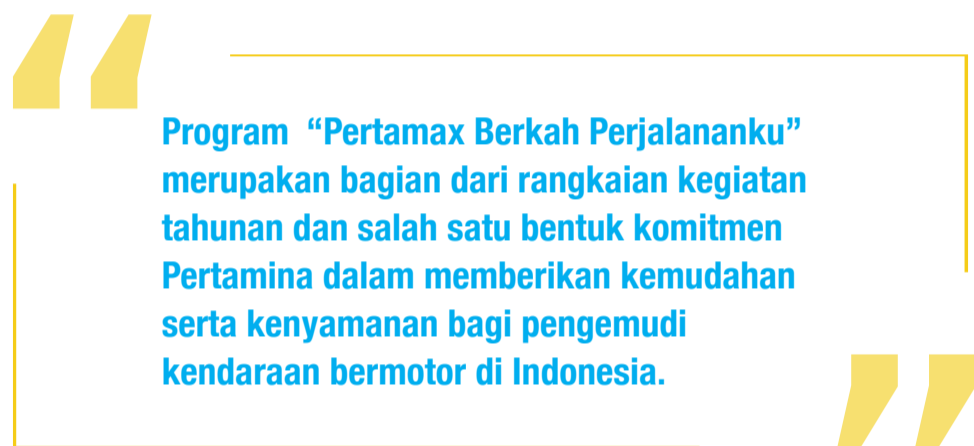 Program “Pertamax Berkah Perjalananku”
merupakan bagian dari rangkaian kegiatan
tahunan dan salah satu bentuk komitmen
Pertamina dalam memberikan kemudahan
serta kenyamanan bagi pengemudi
kendaraan bermotor di Indonesia.